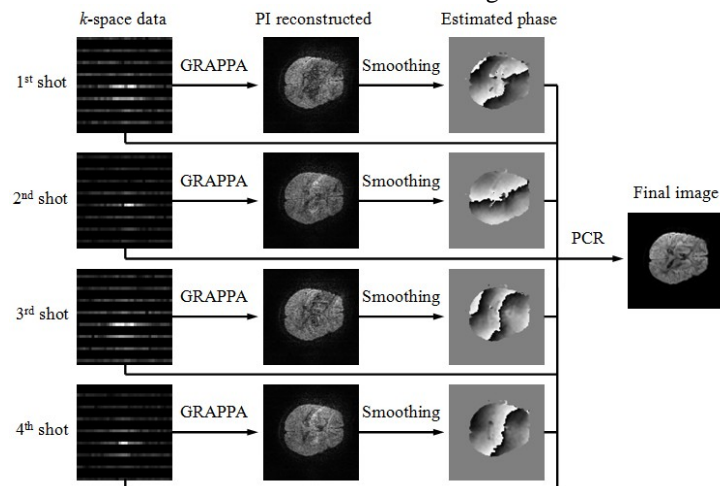 k-space data PI reconstructed Estimated phase
1st shot GRAPPA Smoothing
2nd shot GRAPPA Smoothing
Final image
PCR
3rd shot GRAPPA Smoothing
4th shot GRAPPA Smoothing